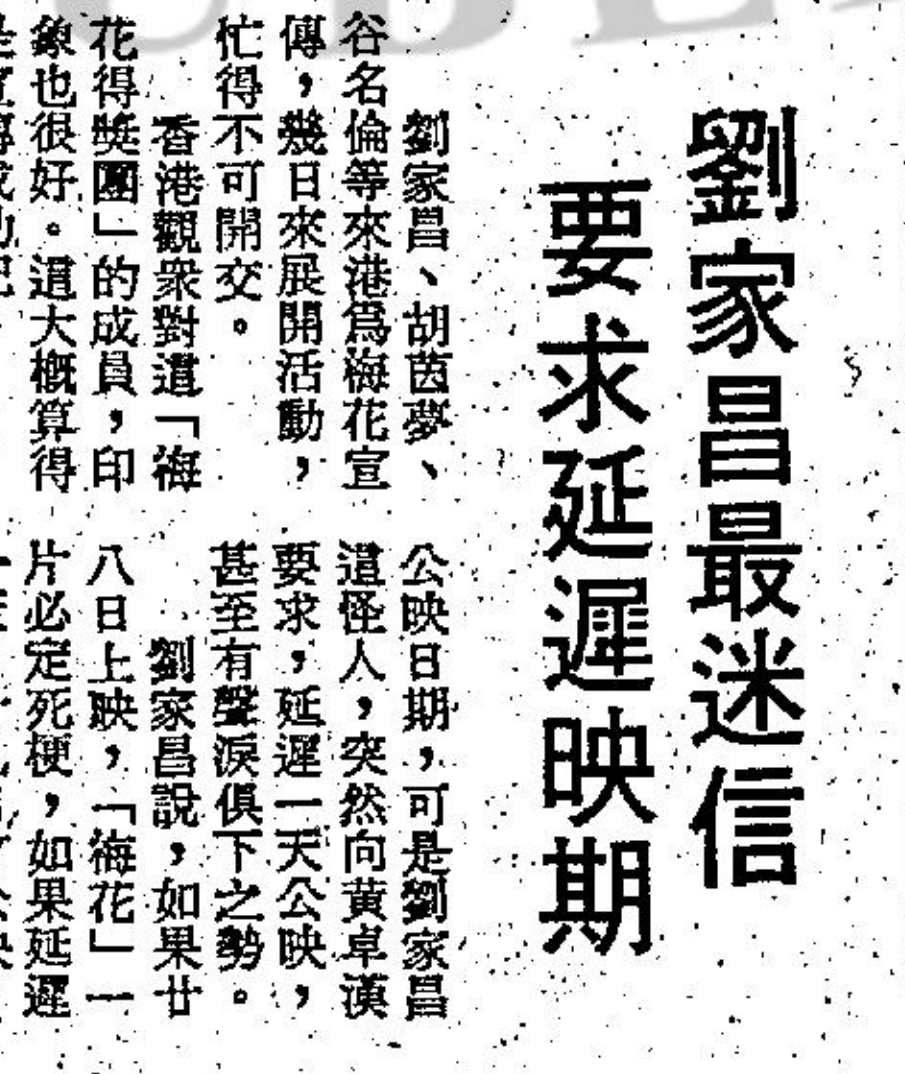 劉家昌最迷信
要求延遲映期
劉家昌、胡茵夢、
谷名倫等來港爲梅花宣
傳，幾日來展開活動，
忙得不可開交。
香港觀衆對這「梅
花得獎團」的成員，印
象也很好。這大概算得
公映日期，可是劉家昌
這怪人，突然向黃卓漢
要求，延遲一天公映，
甚至有聲淚俱下之勢。
劉家昌說，如果廿
八日上映，「梅花」一
片必定死梗，如果延遲